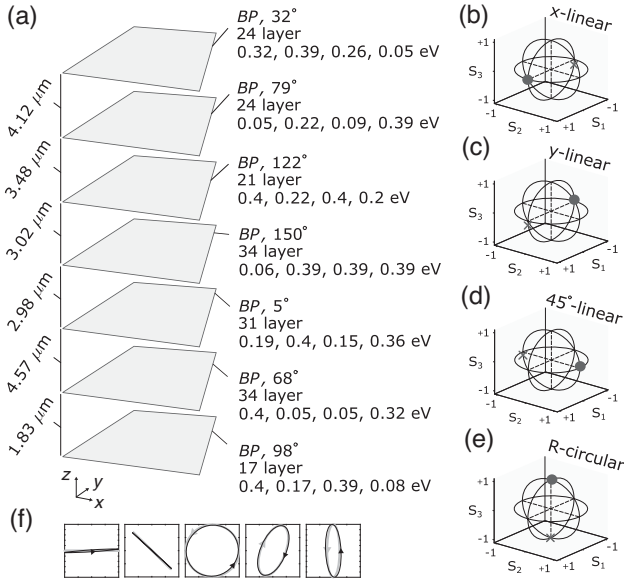 (a)
BP, 32°
24 layer
0.32, 0.39, 0.26, 0.05 eV
4.12 μm
BP, 79°
24 layer
0.05, 0.22, 0.09, 0.39 eV
3.48 μm
BP, 122°
21 layer
0.4, 0.22, 0.4, 0.2 eV
3.02 μm
BP, 150°
34 layer
0.06, 0.39, 0.39, 0.39 eV
2.98 μm
BP, 5°
31 layer
0.19, 0.4, 0.15, 0.36 eV
4.57 μm
BP, 68°
34 layer
0.4, 0.05, 0.05, 0.32 eV
1.83 μm
BP, 98°
17 layer
0.4, 0.17, 0.39, 0.08 eV
z
y
x
(b)
x-linear
+1
S3
-1
-1
S2
+1
+1
S1
-1
(c)
y-linear
+1
S3
-1
-1
S2
+1
+1
S1
-1
(d)
45°-linear
+1
S3
-1
-1
S2
+1
+1
S1
-1
(e)
R-circular
+1
S3
-1
-1
S2
+1
+1
S1
-1
(f)